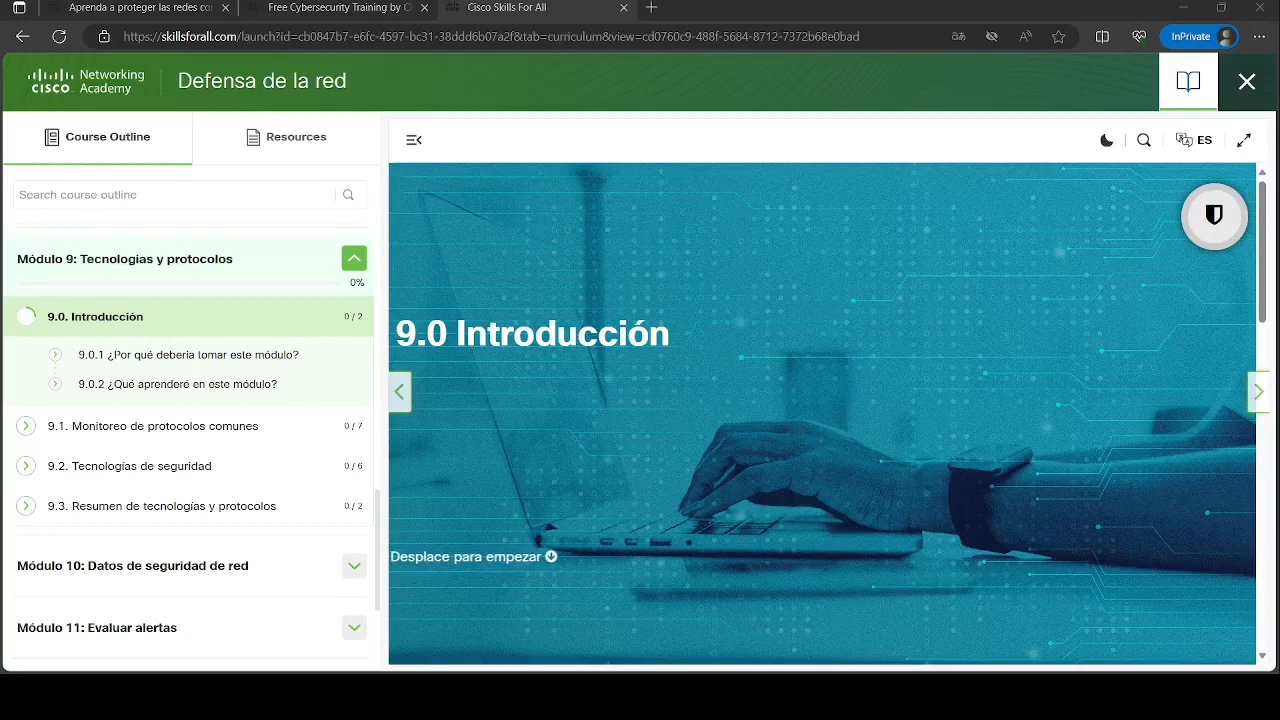 Aprenda a proteger las redes co
Free Cybersecurity Training by C
Cisco Skills For All
https://skillsforall.com/launch?id=cb0847b7-e6fc-4597-bc31-38ddd6b07a2f&tab=curriculum&view=cd0760c9-488f-5684-8712-7372b68e0bad
InPrivate
CISCO
Networking
Academy
Defensa de la red
Course Outline
Resources
ES
Search course outline
Módulo 9: Tecnologías y protocolos
0%
9.0. Introducción
0 / 2
9.0.1 ¿Por qué debería tomar este módulo?
9.0.2 ¿Qué aprenderé en este módulo?
9.1. Monitoreo de protocolos comunes
0 / 7
9.2. Tecnologías de seguridad
0 / 6
9.3. Resumen de tecnologías y protocolos
0 / 2
Módulo 10: Datos de seguridad de red
Módulo 11: Evaluar alertas
9.0 Introducción
Desplace para empezar